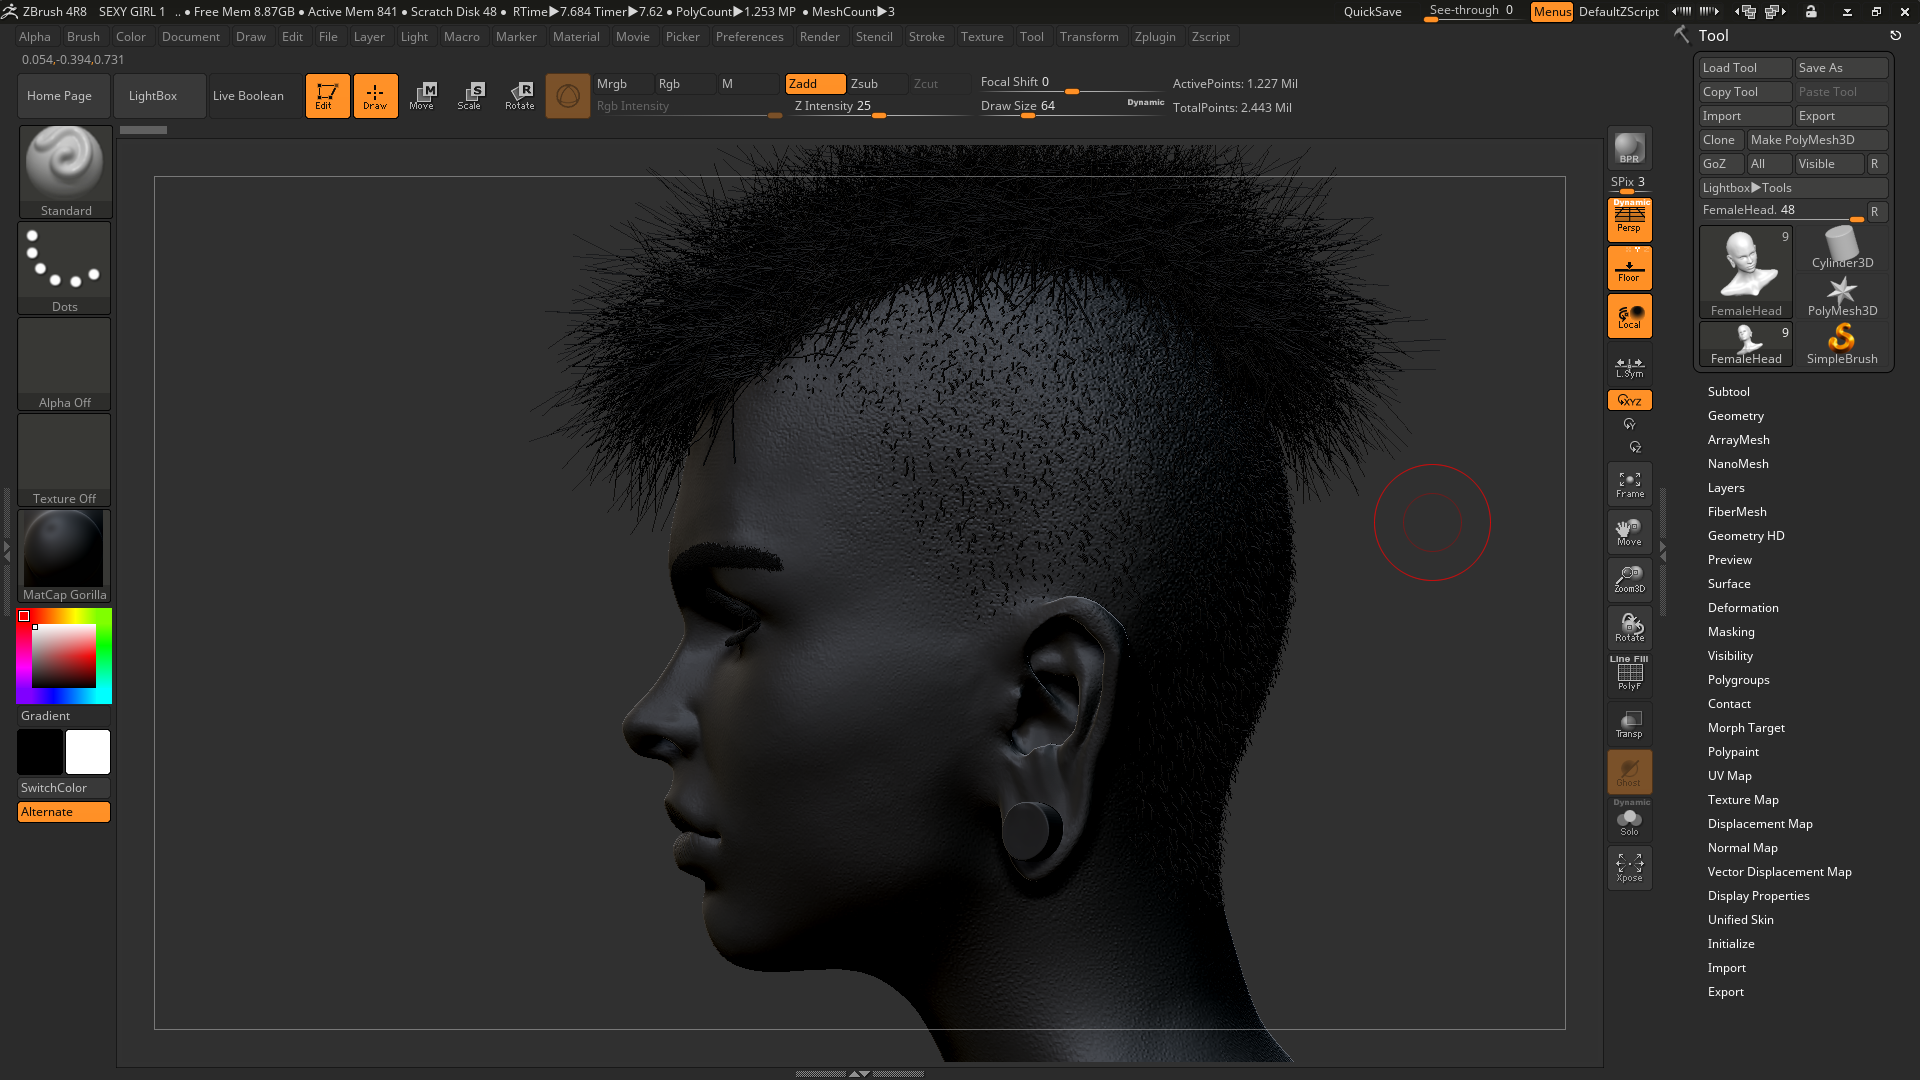 ZBrush 4R8 SEXY GIRL 1 .. ● Free Mem 8.87GB ● Active Mem 841 ● Scratch Disk 48 ● RTime▶7.684 Timer▶7.62 ● PolyCount▶1.253 MP ● MeshCount▶3 QuickSave See-through 0 Menus DefaultZScript
Alpha Brush Color Document Draw Edit File Layer Light Macro Marker Material Movie Picker Preferences Render Stencil Stroke Texture Tool Transform Zplugin Zscript
Tool
0.054,-0.394,0.731
Home Page LightBox Live Boolean Edit Draw Move Scale Rotate
M S R
Mrgb Rgb M Zadd Zsub Zcut Focal Shift 0 ActivePoints: 1.227 Mil
Rgb Intensity Z Intensity 25 Draw Size 64 Dynamic TotalPoints: 2.443 Mil
Standard
Dots
Alpha Off
Texture Off
MatCap Gorilla
Gradient
SwitchColor
Alternate
BPR
SPix 3
Dynamic
Persp
Floor
Local
L.Sym
XYZ
Y
Z
Frame
Move
Zoom3D
Rotate
Line Fill
PolyF
Transp
Ghost
Dynamic
Solo
Xpose
Load Tool Save As
Copy Tool Paste Tool
Import Export
Clone Make PolyMesh3D
GoZ All Visible R
Lightbox▶Tools
FemaleHead. 48 R
9
Cylinder3D
FemaleHead PolyMesh3D
9
FemaleHead SimpleBrush
Subtool
Geometry
ArrayMesh
NanoMesh
Layers
FiberMesh
Geometry HD
Preview
Surface
Deformation
Masking
Visibility
Polygroups
Contact
Morph Target
Polypaint
UV Map
Texture Map
Displacement Map
Normal Map
Vector Displacement Map
Display Properties
Unified Skin
Initialize
Import
Export